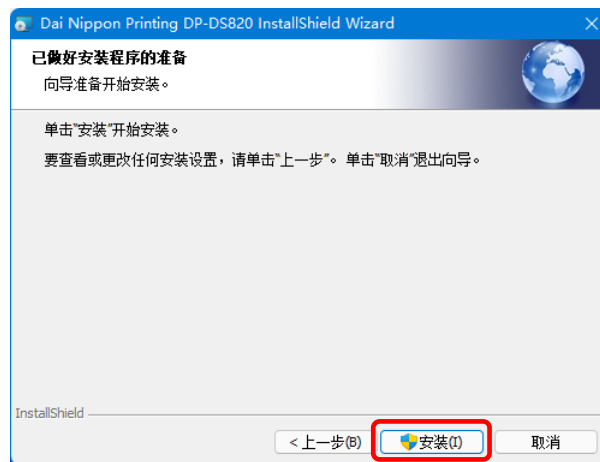 Dai Nippon Printing DP-DS820 InstallShield Wizard
已做好安装程序的准备
向导准备开始安装。
单击"安装"开始安装。
要查看或更改任何安装设置，请单击"上一步"。单击"取消"退出向导。
InstallShield
<上一步(B)
安装(I)
取消